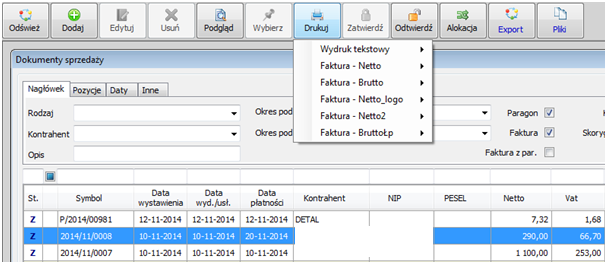 Odśwież Dodaj Edytuj Usuń Podgląd Wybierz Drukuj Zatwierdź Odtwierdź Alokacja Export Pliki
Wydruk tekstowy
Faktura - Netto
Faktura - Brutto
Faktura - Netto_logo
Faktura - Netto2
Faktura - BruttoŁp
Dokumenty sprzedaży
Nagłówek Pozycje Daty Inne
Rodzaj Okres pod Paragon
Kontrahent Okres pod Faktura Skoryg
Opis Faktura z par.
St. Symbol Data wystawienia Data wyd./usł. Data płatności Kontrahent NIP PESEL Netto Vat
Z P/2014/00981 12-11-2014 12-11-2014 12-11-2014 DETAL 7,32 1,68
Z 2014/11/0008 10-11-2014 10-11-2014 20-11-2014 290,00 66,70
Z 2014/11/0007 10-11-2014 10-11-2014 10-11-2014 1 100,00 253,00